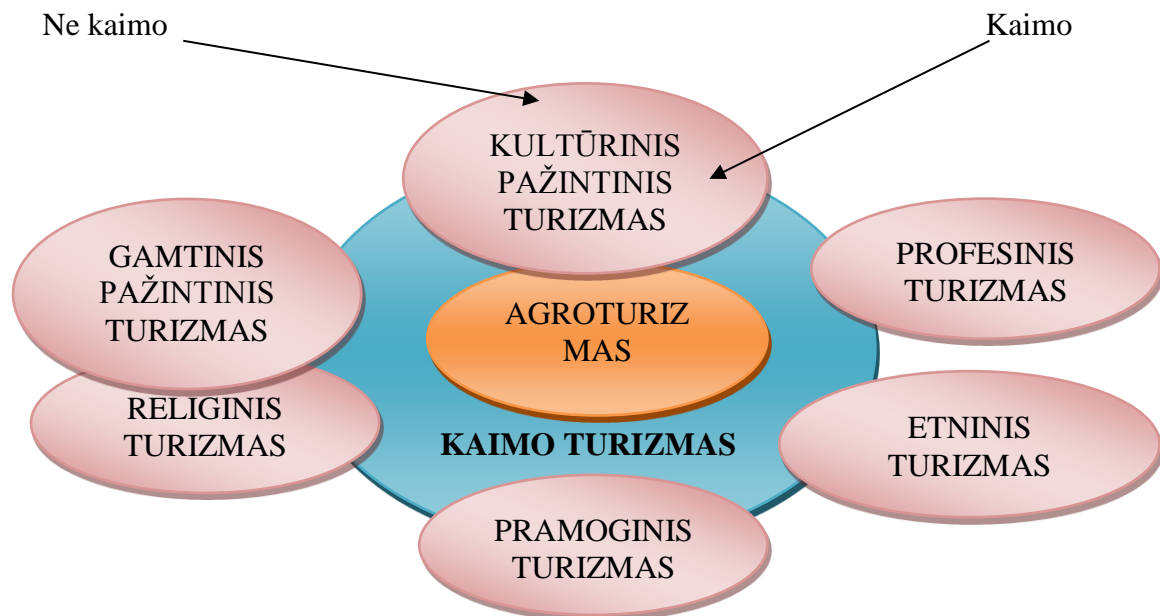 Ne kaimo
Kaimo
KULTŪRINIS
PAŽINTINIS
TURIZMAS
GAMTINIS
PAŽINTINIS
TURIZMAS
PROFESINIS
TURIZMAS
AGROTURIZ
MAS
RELIGINIS
TURIZMAS
KAIMO TURIZMAS
ETNINIS
TURIZMAS
PRAMOGINIS
TURIZMAS